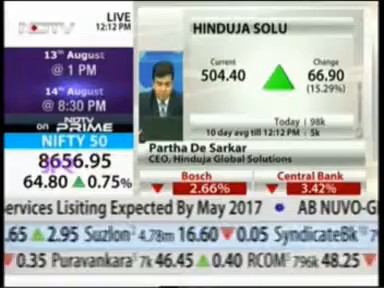 NDTV
LIVE
12:12 PM
13th August
@ 1 PM
14th August
@ 8:30 PM
on NDTV PRIME
NIFTY 50
8656.95
64.80 ▲ 0.75%
HINDUJA SOLU
Current
504.40
Change
66.90
(15.29%)
Today | 98k
10 day avg till 12:12 PM | 5k
Partha De Sarkar
CEO, Hinduja Global Solutions
Bosch
▼ 2.66%
Central Bank
▼ 3.42%
ervices Lisiting Expected By May 2017 AB NUVO-G
.65 ▲ 2.95 Suzlon 4.78m 16.60 ▼ 0.05 SyndicateBk
▼ 0.35 Puravankara 7k 46.45 ▲ 0.40 RCOM 796k 48.25 ▼